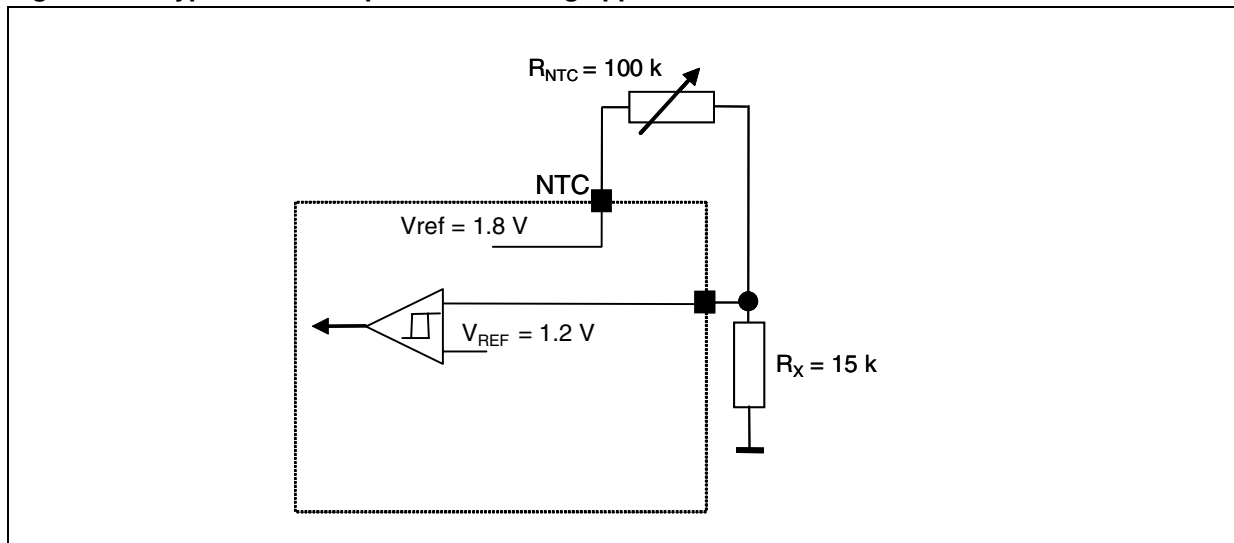 R_NTC = 100 k
NTC
Vref = 1.8 V
V_REF = 1.2 V
R_X = 15 k